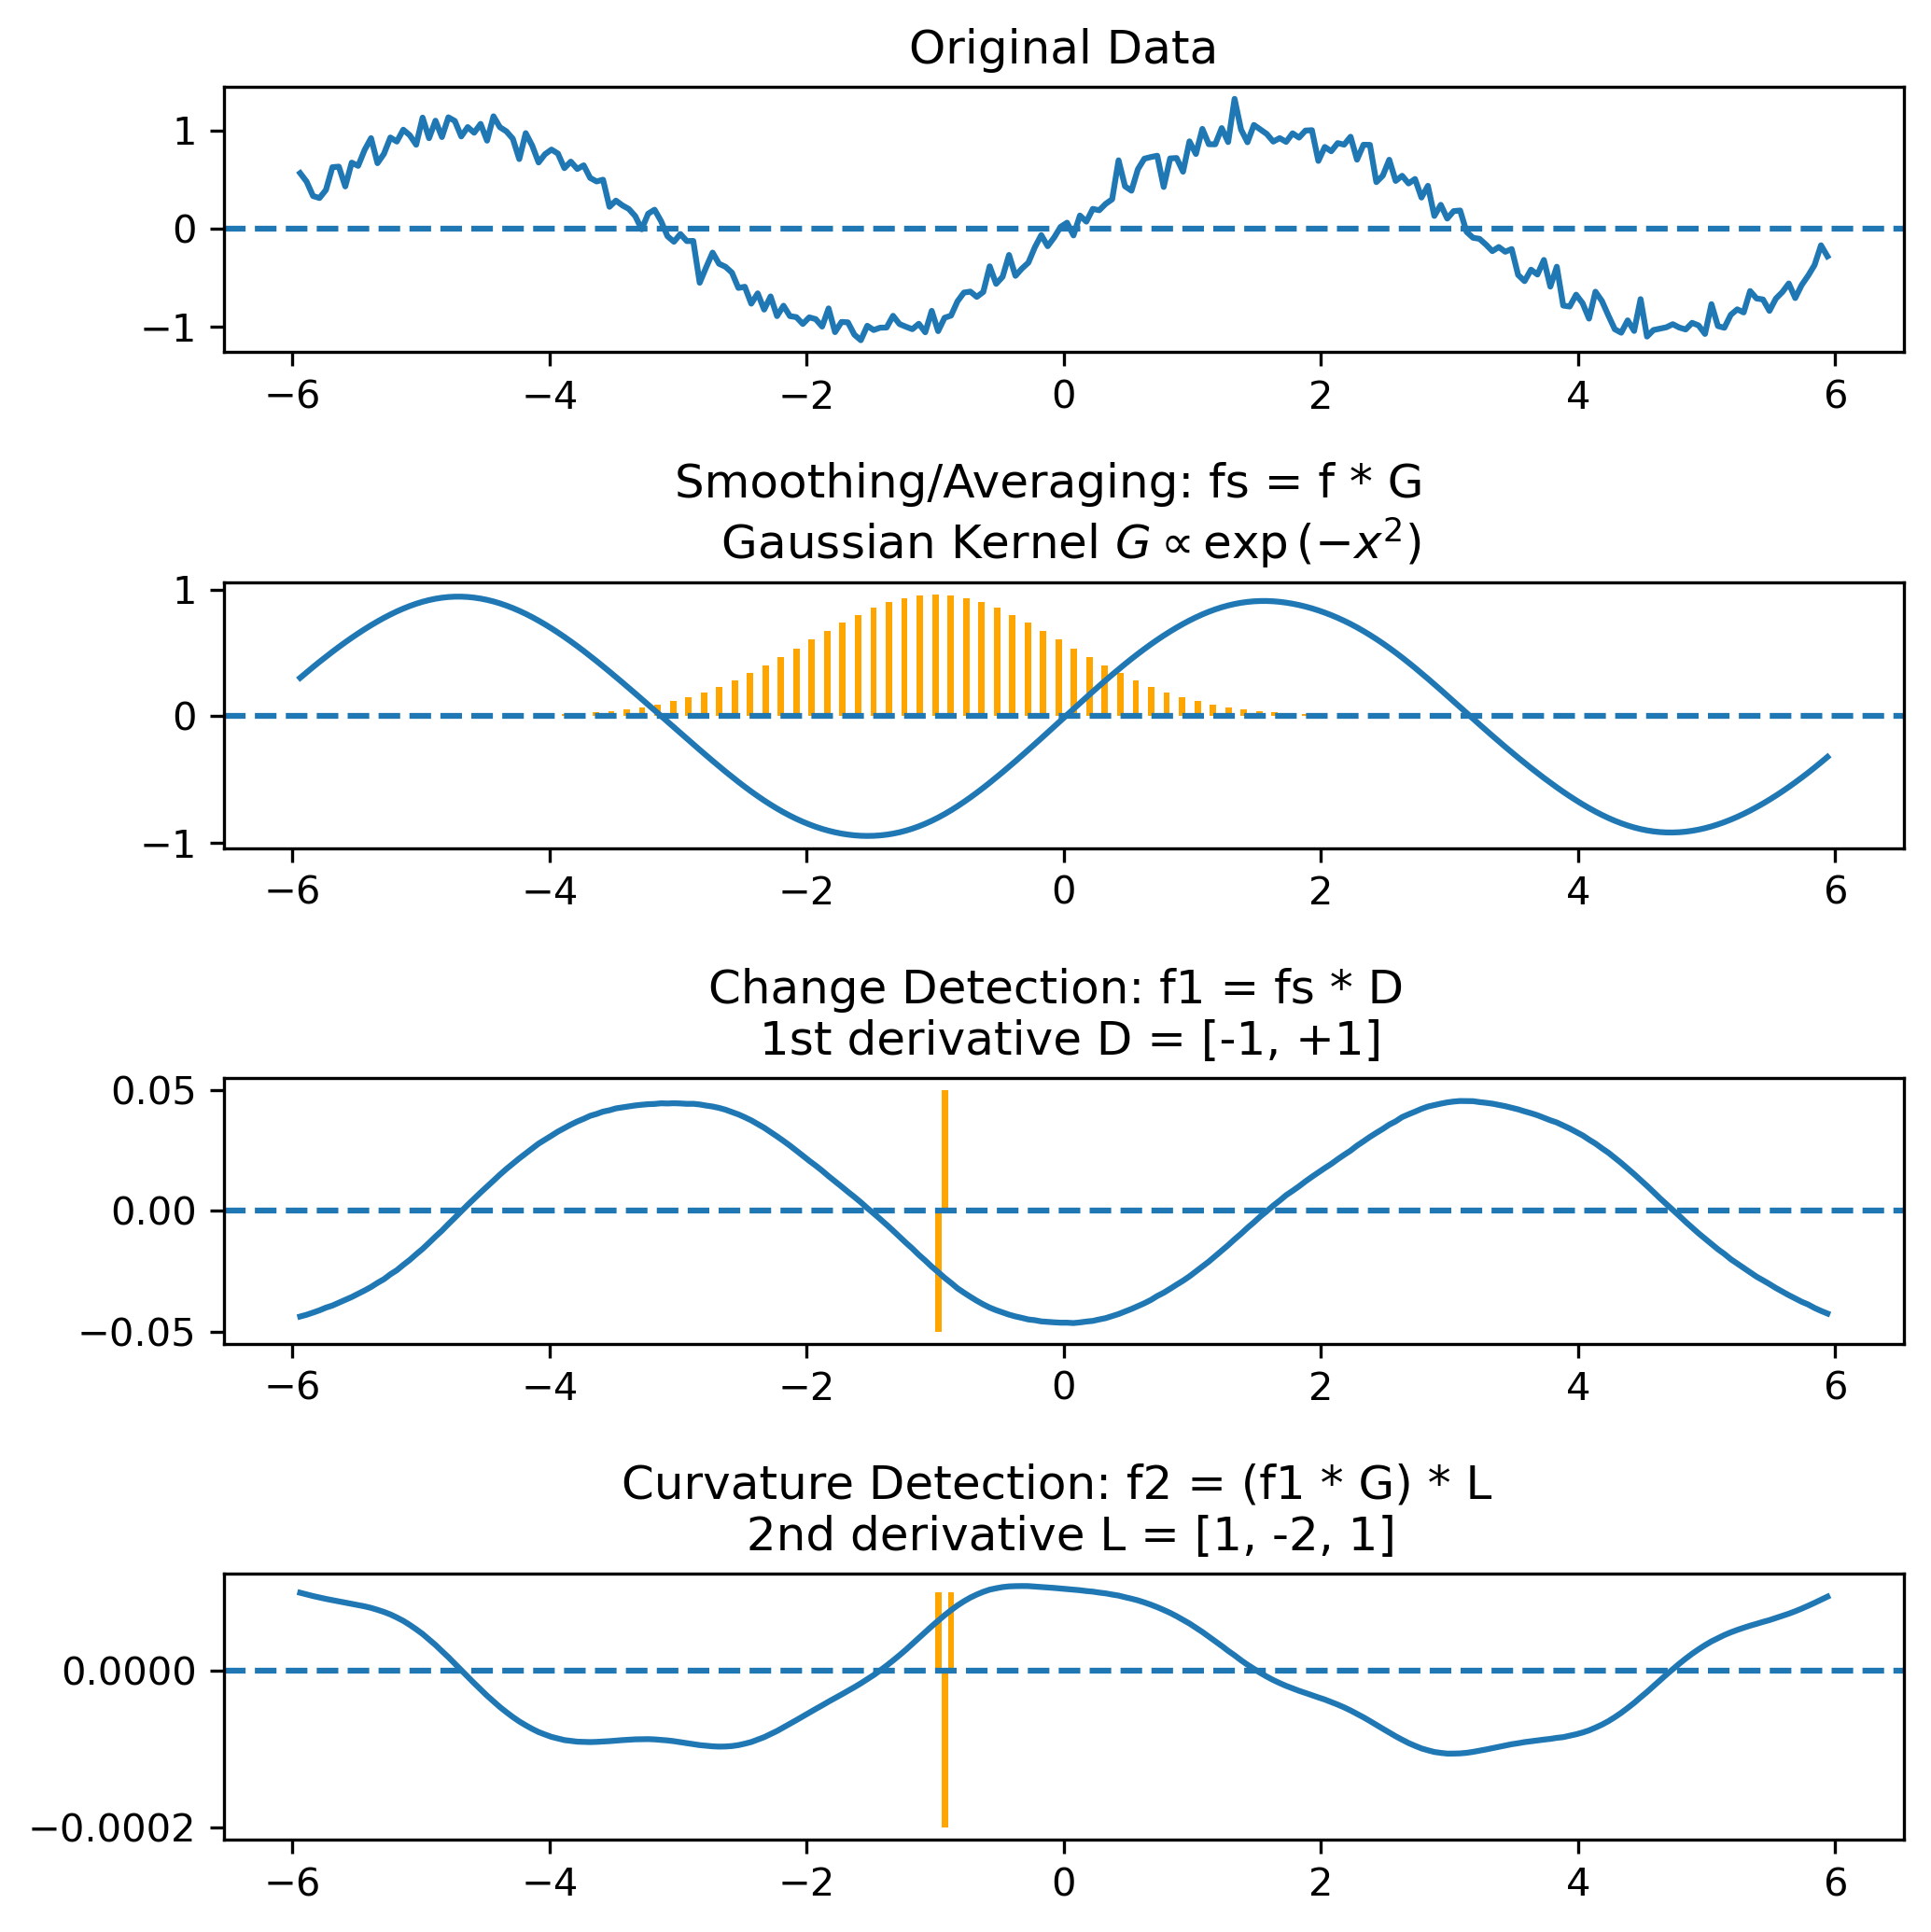 Original Data
1
0
−1
−6 −4 −2 0 2 4 6
Smoothing/Averaging: fs = f * G
Gaussian Kernel G ∝ exp (−x²)
1
0
−1
−6 −4 −2 0 2 4 6
Change Detection: f1 = fs * D
1st derivative D = [-1, +1]
0.05
0.00
−0.05
−6 −4 −2 0 2 4 6
Curvature Detection: f2 = (f1 * G) * L
2nd derivative L = [1, -2, 1]
0.0000
−0.0002
−6 −4 −2 0 2 4 6